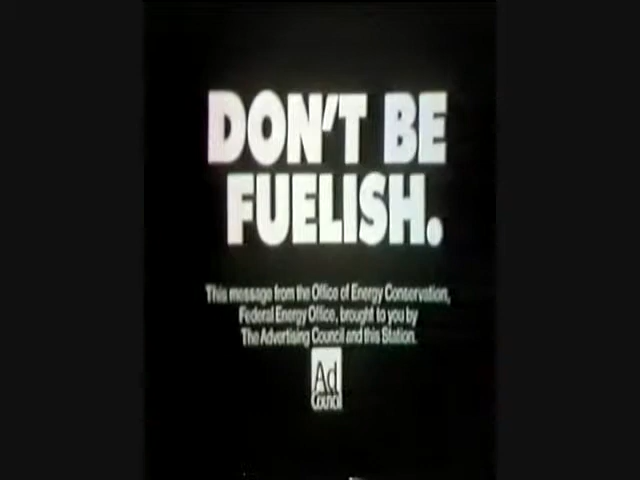 DON'T BE
FUELISH.
This message from the Office of Energy Conservation,
Federal Energy Office, brought to you by
The Advertising Council and this Station.
Ad
Council